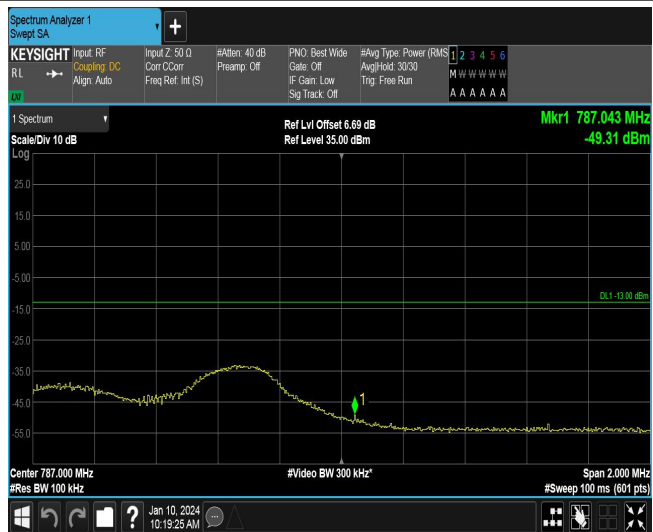 Spectrum Analyzer 1
Swept SA
+
KEYSIGHT
RL
LXI
Input: RF
Coupling: DC
Align: Auto
Input Z: 50 Ω
Corr CCorr
Freq Ref: Int (S)
#Atten: 40 dB
Preamp: Off
PNO: Best Wide
Gate: Off
IF Gain: Low
Sig Track: Off
#Avg Type: Power (RMS
Avg|Hold: 30/30
Trig: Free Run
1 2 3 4 5 6
M W W W W W
A A A A A A
1 Spectrum
Scale/Div 10 dB
Log
Ref Lvl Offset 6.69 dB
Ref Level 35.00 dBm
Mkr1 787.043 MHz
-49.31 dBm
25.0
15.0
5.00
-5.00
-15.0
-25.0
-35.0
-45.0
-55.0
DL1 -13.00 dBm
1
Center 787.000 MHz
#Res BW 100 kHz
#Video BW 300 kHz*
Span 2.000 MHz
#Sweep 100 ms (601 pts)
?
Jan 10, 2024
10:19:25 AM